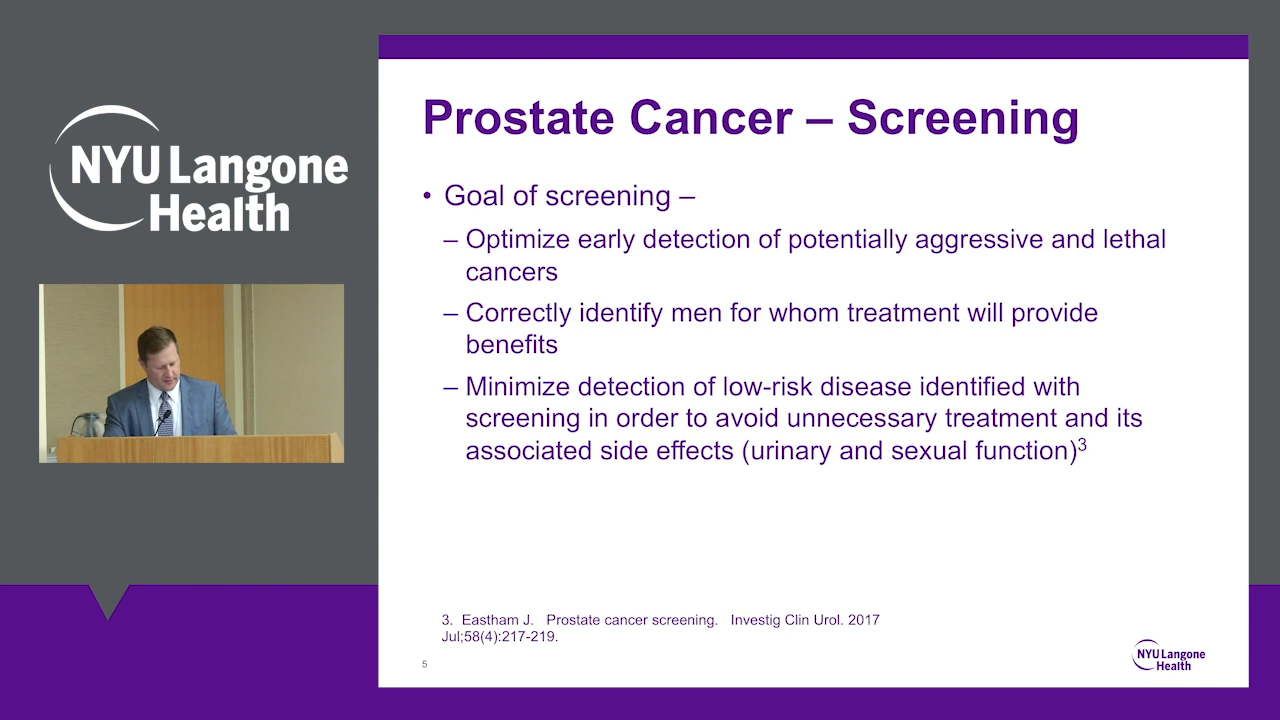 NYU Langone
Health
Prostate Cancer – Screening
• Goal of screening –
– Optimize early detection of potentially aggressive and lethal
cancers
– Correctly identify men for whom treatment will provide
benefits
– Minimize detection of low-risk disease identified with
screening in order to avoid unnecessary treatment and its
associated side effects (urinary and sexual function)3
3. Eastham J. Prostate cancer screening. Investig Clin Urol. 2017
Jul;58(4):217-219.
5
NYU Langone
Health